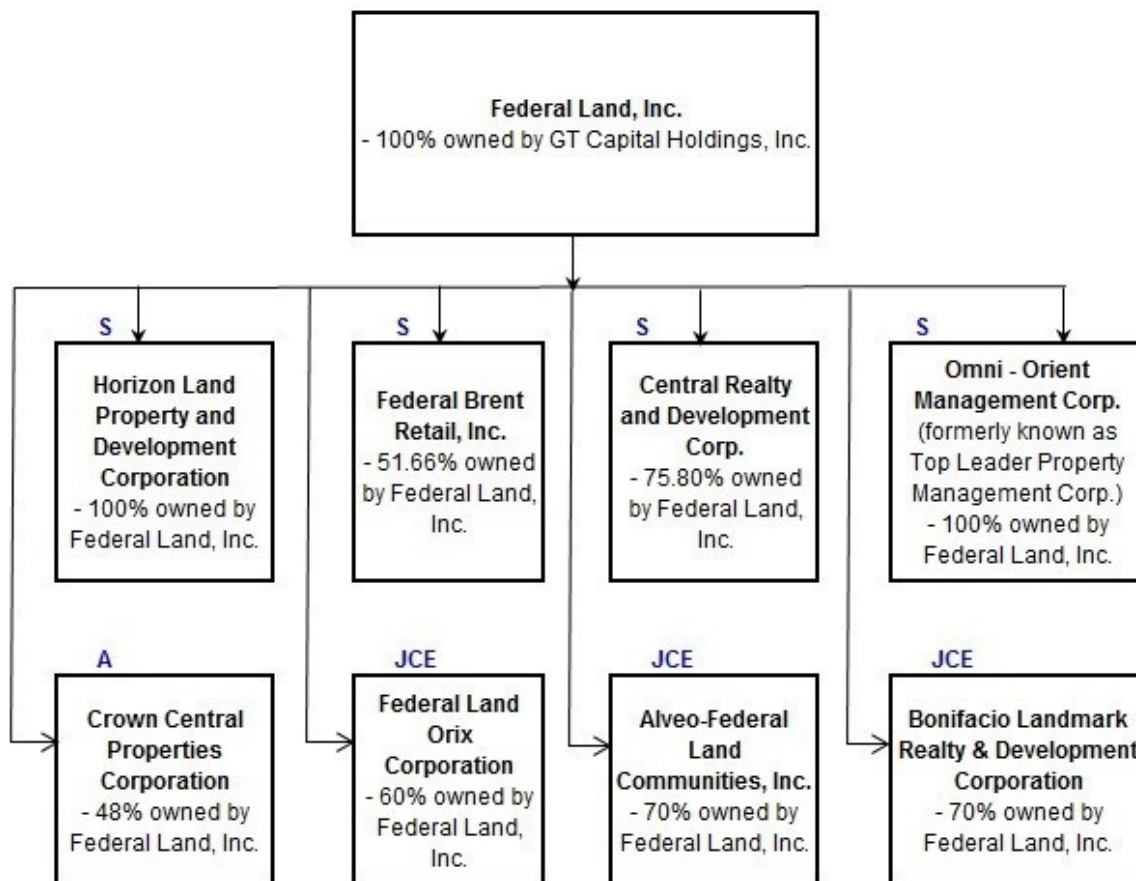 Federal Land, Inc.
- 100% owned by GT Capital Holdings, Inc.
S
Horizon Land
Property and
Development
Corporation
- 100% owned by
Federal Land, Inc.
S
Federal Brent
Retail, Inc.
- 51.66% owned
by Federal Land,
Inc.
S
Central Realty
and Development
Corp.
- 75.80% owned
by Federal Land,
Inc.
S
Omni - Orient
Management Corp.
(formerly known as
Top Leader Property
Management Corp.)
- 100% owned by
Federal Land, Inc.
A
Crown Central
Properties
Corporation
- 48% owned by
Federal Land, Inc.
JCE
Federal Land
Orix
Corporation
- 60% owned by
Federal Land,
Inc.
JCE
Alveo-Federal
Land
Communities, Inc.
- 70% owned by
Federal Land, Inc.
JCE
Bonifacio Landmark
Realty & Development
Corporation
- 70% owned by
Federal Land, Inc.